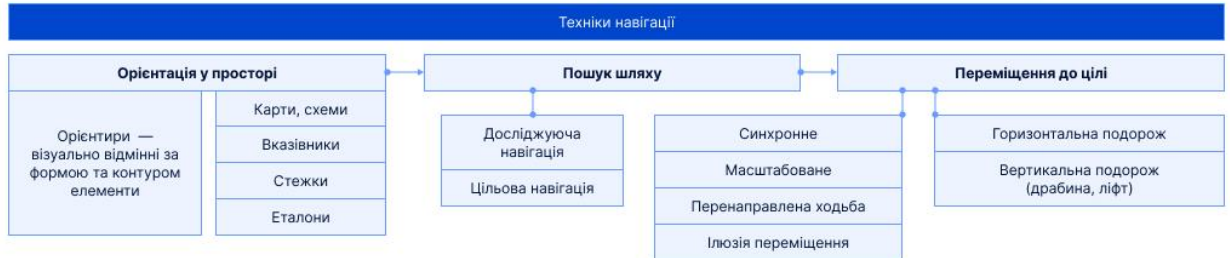 Техніки навігації
Орієнтація у просторі
Орієнтири —
візуально відмінні за
формою та контуром
елементи
Карти, схеми
Вказівники
Стежки
Еталони
Пошук шляху
Досліджуюча
навігація
Цільова навігація
Переміщення до цілі
Синхронне
Масштабоване
Перенаправлена ходьба
Ілюзія переміщення
Горизонтальна подорож
Вертикальна подорож
(драбина, ліфт)